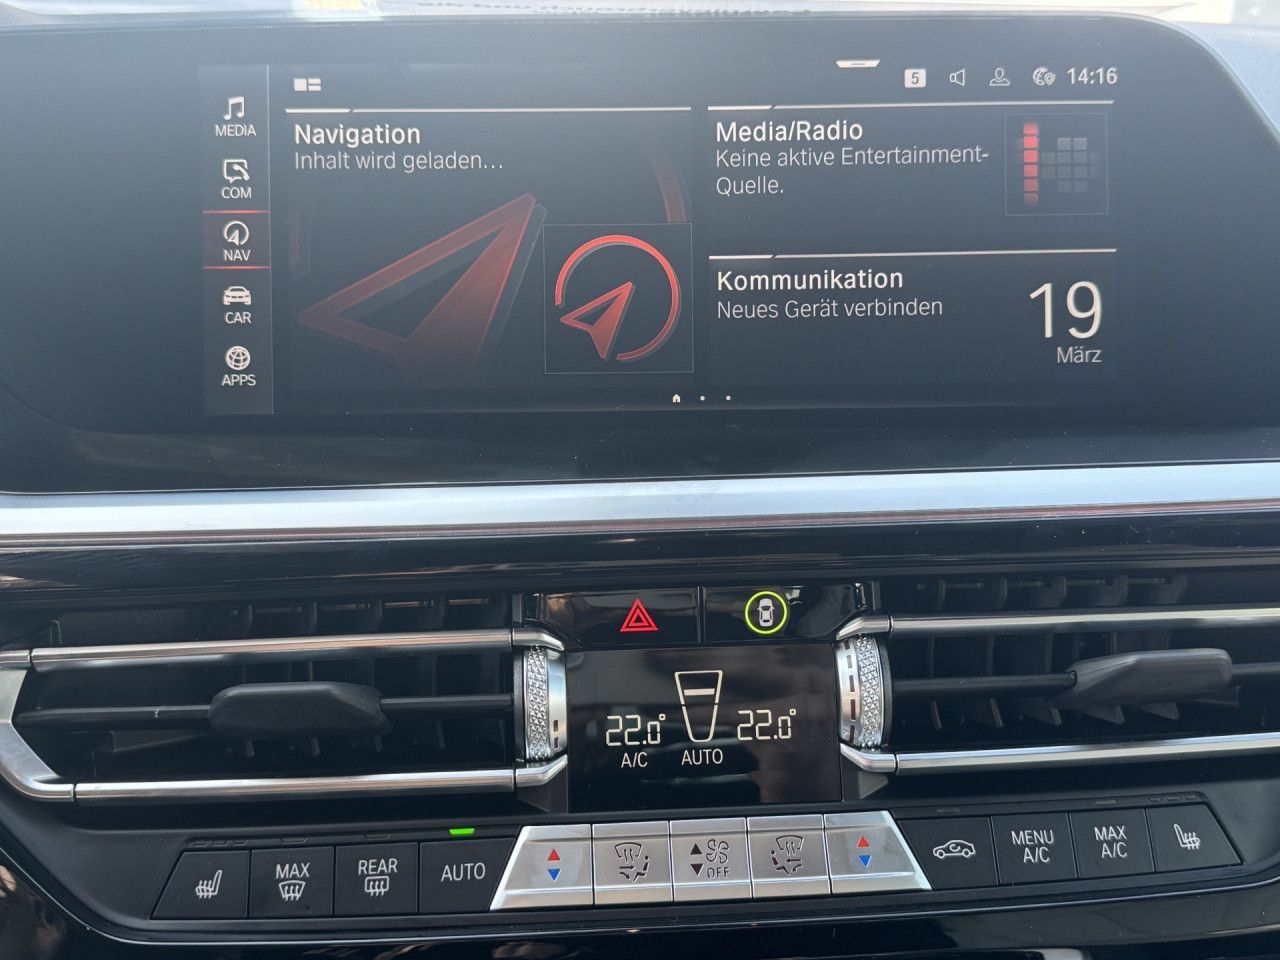 5
14:16
MEDIA
COM
NAV
CAR
APPS
Navigation
Inhalt wird geladen...
Media/Radio
Keine aktive Entertainment-
Quelle.
Kommunikation
Neues Gerät verbinden
19
März
22.0°
A/C
AUTO
22.0°
MAX
REAR
AUTO
OFF
MENU
A/C
MAX
A/C